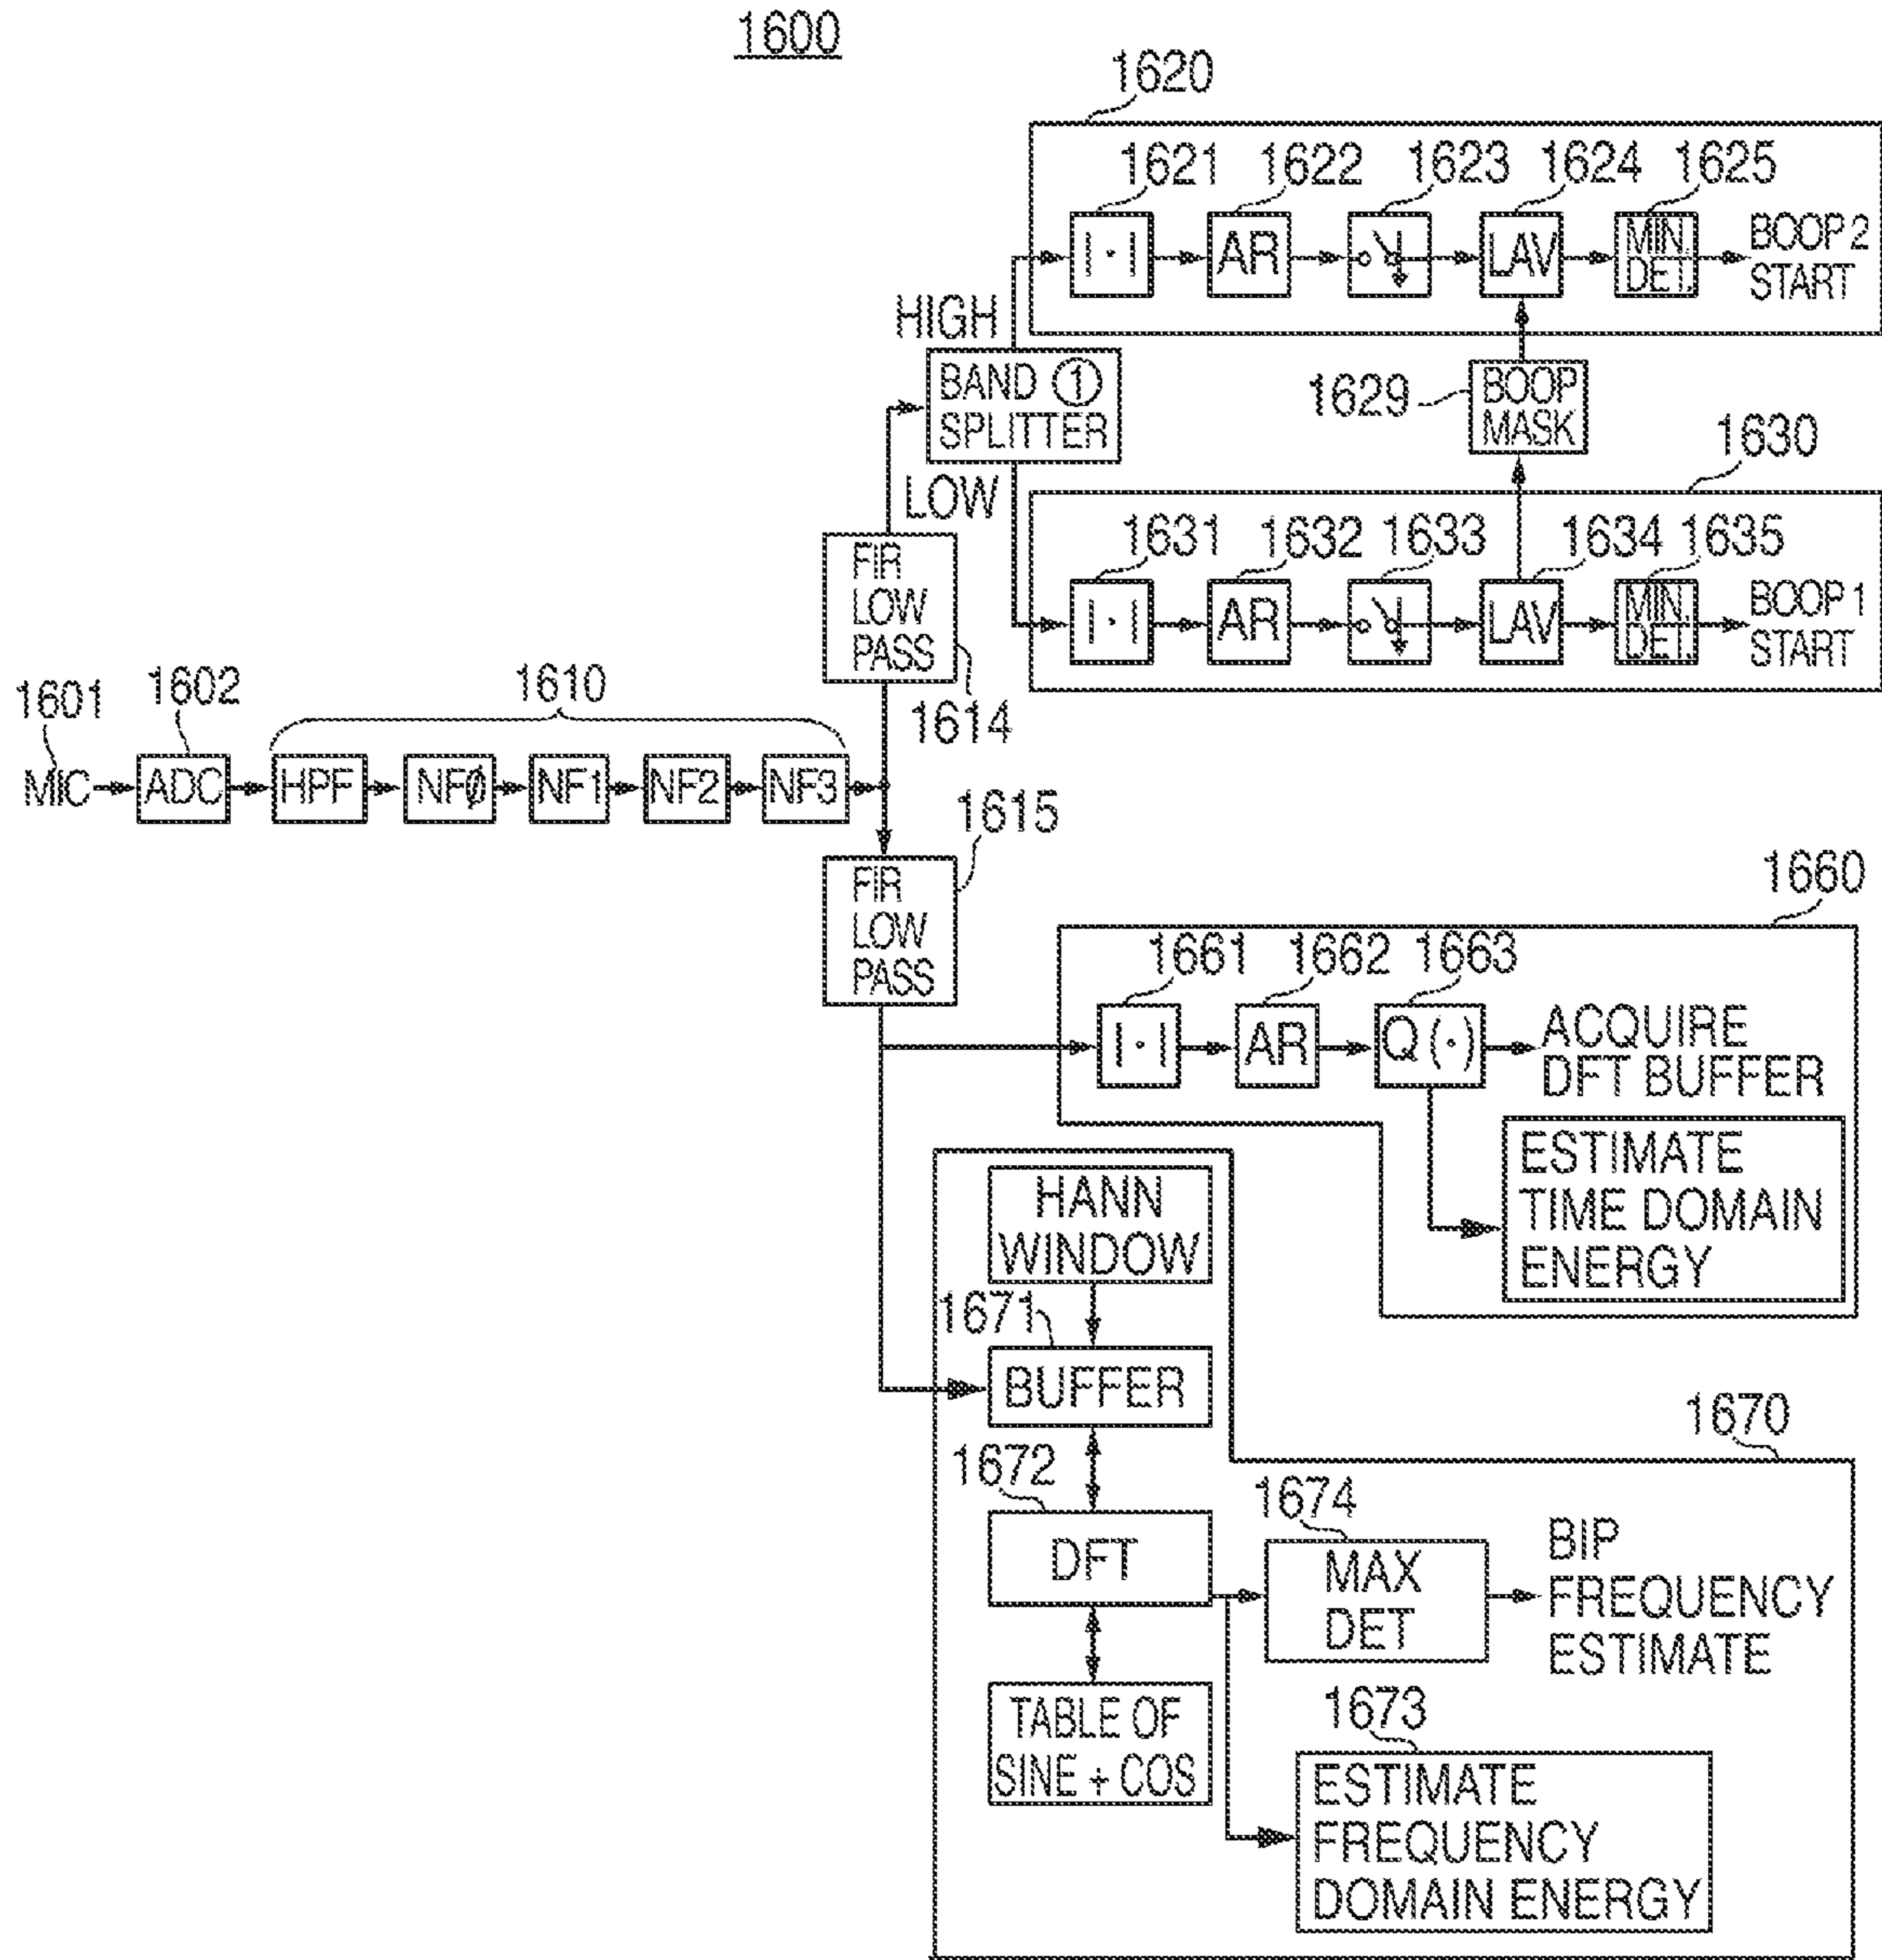 1600
1620
1621 1622 1623 1624 1625
|·| AR LAV MIN. DET. BOOP 2 START
HIGH
BAND ① SPLITTER
LOW
1629
BOOP MASK
1630
1631 1632 1633 1634 1635
|·| AR LAV MIN. DET. BOOP 1 START
FIR
LOW
PASS
1614
1601 1602 1610
MIC ADC HPF NFØ NF1 NF2 NF3
1615
FIR
LOW
PASS
1660
1661 1662 1663
|·| AR Q(·) ACQUIRE
DFT BUFFER
ESTIMATE
TIME DOMAIN
ENERGY
HANN
WINDOW
1671
BUFFER
1670
1672
DFT
1674
MAX
DET
BIP
FREQUENCY
ESTIMATE
TABLE OF
SINE + COS
1673
ESTIMATE
FREQUENCY
DOMAIN ENERGY